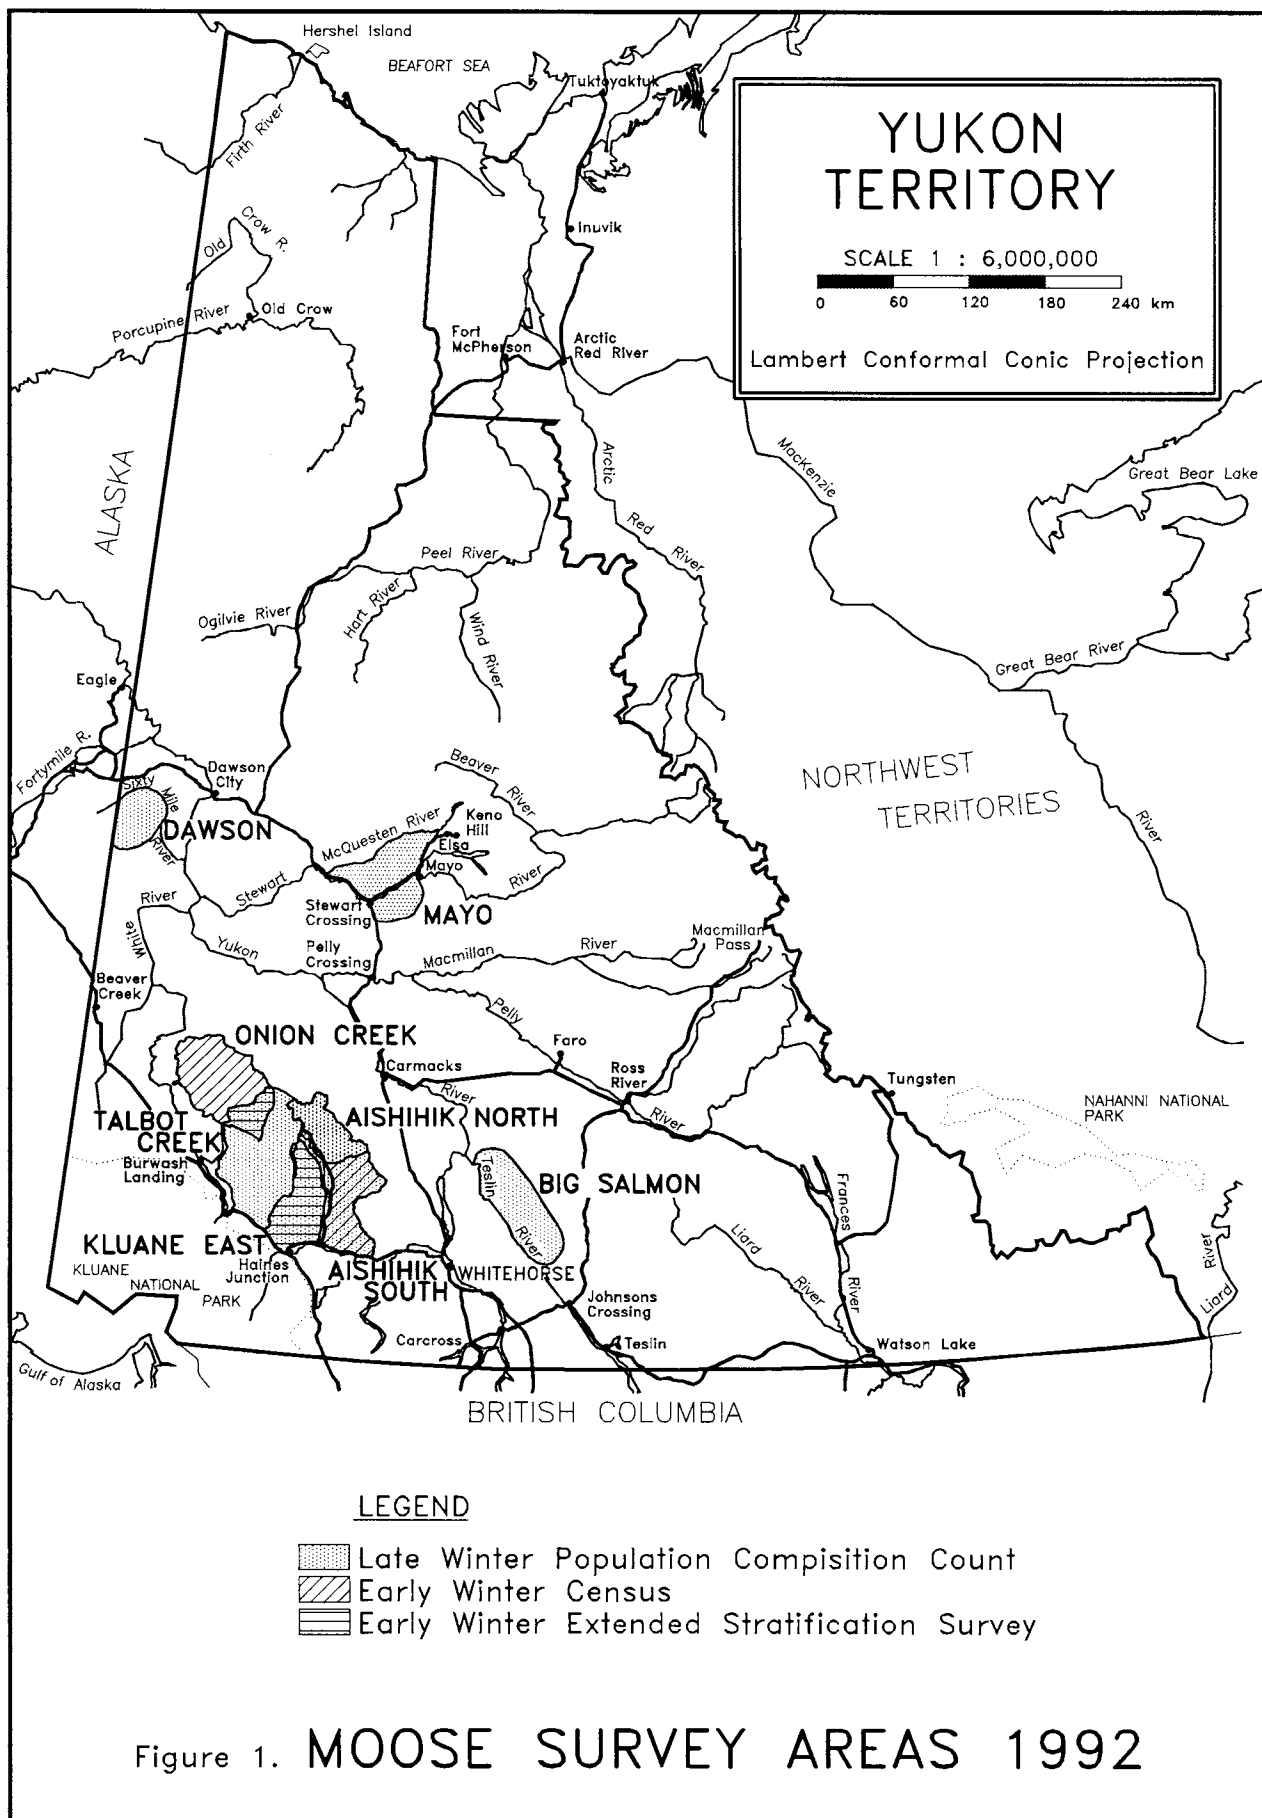 Hershel Island
BEAFORT SEA
Tuktoyaktuk
YUKON
TERRITORY
SCALE 1 : 6,000,000
0 60 120 180 240 km
Lambert Conformal Conic Projection
Firth River
Old Crow R.
Inuvik
Porcupine River
Old Crow
Fort
McPherson
Arctic
Red River
ALASKA
Arctic Red River
MacKenzie
Great Bear Lake
Peel River
Ogilvie River
Hart River
Wind River
Great Bear River
Eagle
Fortymile R.
Dawson
City
Sixty Mile River
DAWSON
Beaver River
NORTHWEST
TERRITORIES
River
McQuesten River
Keno
Hill
Elsa
Mayo
Stewart
River
Stewart
Crossing
MAYO
White River
Yukon
Pelly
Crossing
Macmillan River
Macmillan
Pass
Beaver
Creek
Pelly
ONION CREEK
Faro
Carmacks
Ross
River
River
River
Tungsten
NAHANNI NATIONAL
PARK
TALBOT
CREEK
AISHIHIK NORTH
Burwash
Landing
Teslin River
BIG SALMON
Frances River
Liard River
KLUANE EAST
Haines
Junction
KLUANE
NATIONAL
PARK
AISHIHIK
SOUTH
WHITEHORSE
Johnsons
Crossing
Carcross
Teslin
Watson Lake
Liard River
Gulf of Alaska
BRITISH COLUMBIA
LEGEND
Late Winter Population Compisition Count
Early Winter Census
Early Winter Extended Stratification Survey
Figure 1. MOOSE SURVEY AREAS 1992